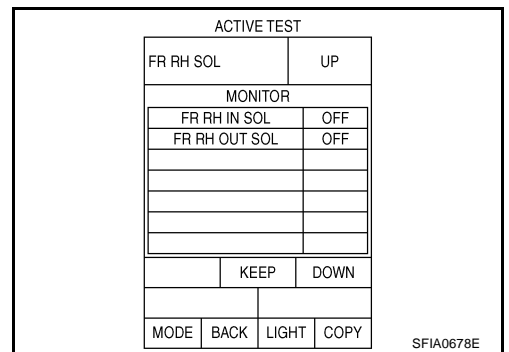 ACTIVE TEST
FR RH SOL UP
MONITOR
FR RH IN SOL OFF
FR RH OUT SOL OFF
KEEP DOWN
MODE BACK LIGHT COPY
SFIA0678E